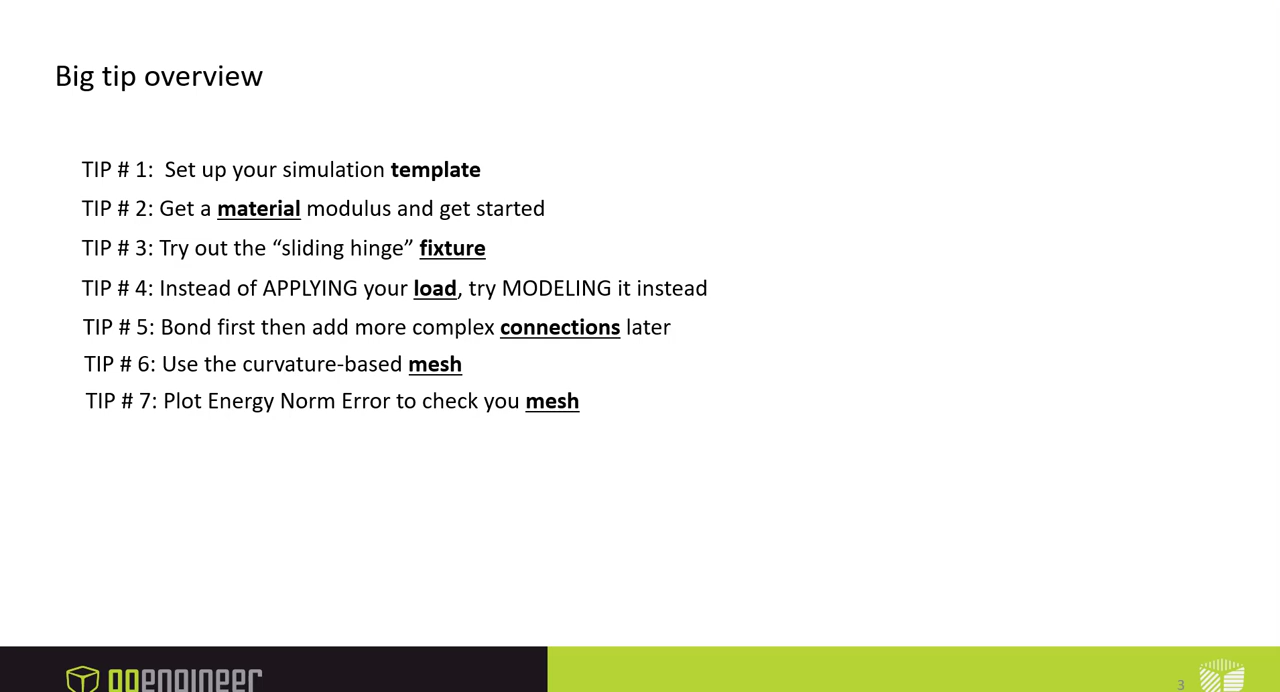 Big tip overview
TIP # 1:  Set up your simulation template
TIP # 2: Get a material modulus and get started
TIP # 3: Try out the “sliding hinge” fixture
TIP # 4: Instead of APPLYING your load, try MODELING it instead
TIP # 5: Bond first then add more complex connections later
TIP # 6: Use the curvature-based mesh
TIP # 7: Plot Energy Norm Error to check you mesh
goengineer
3